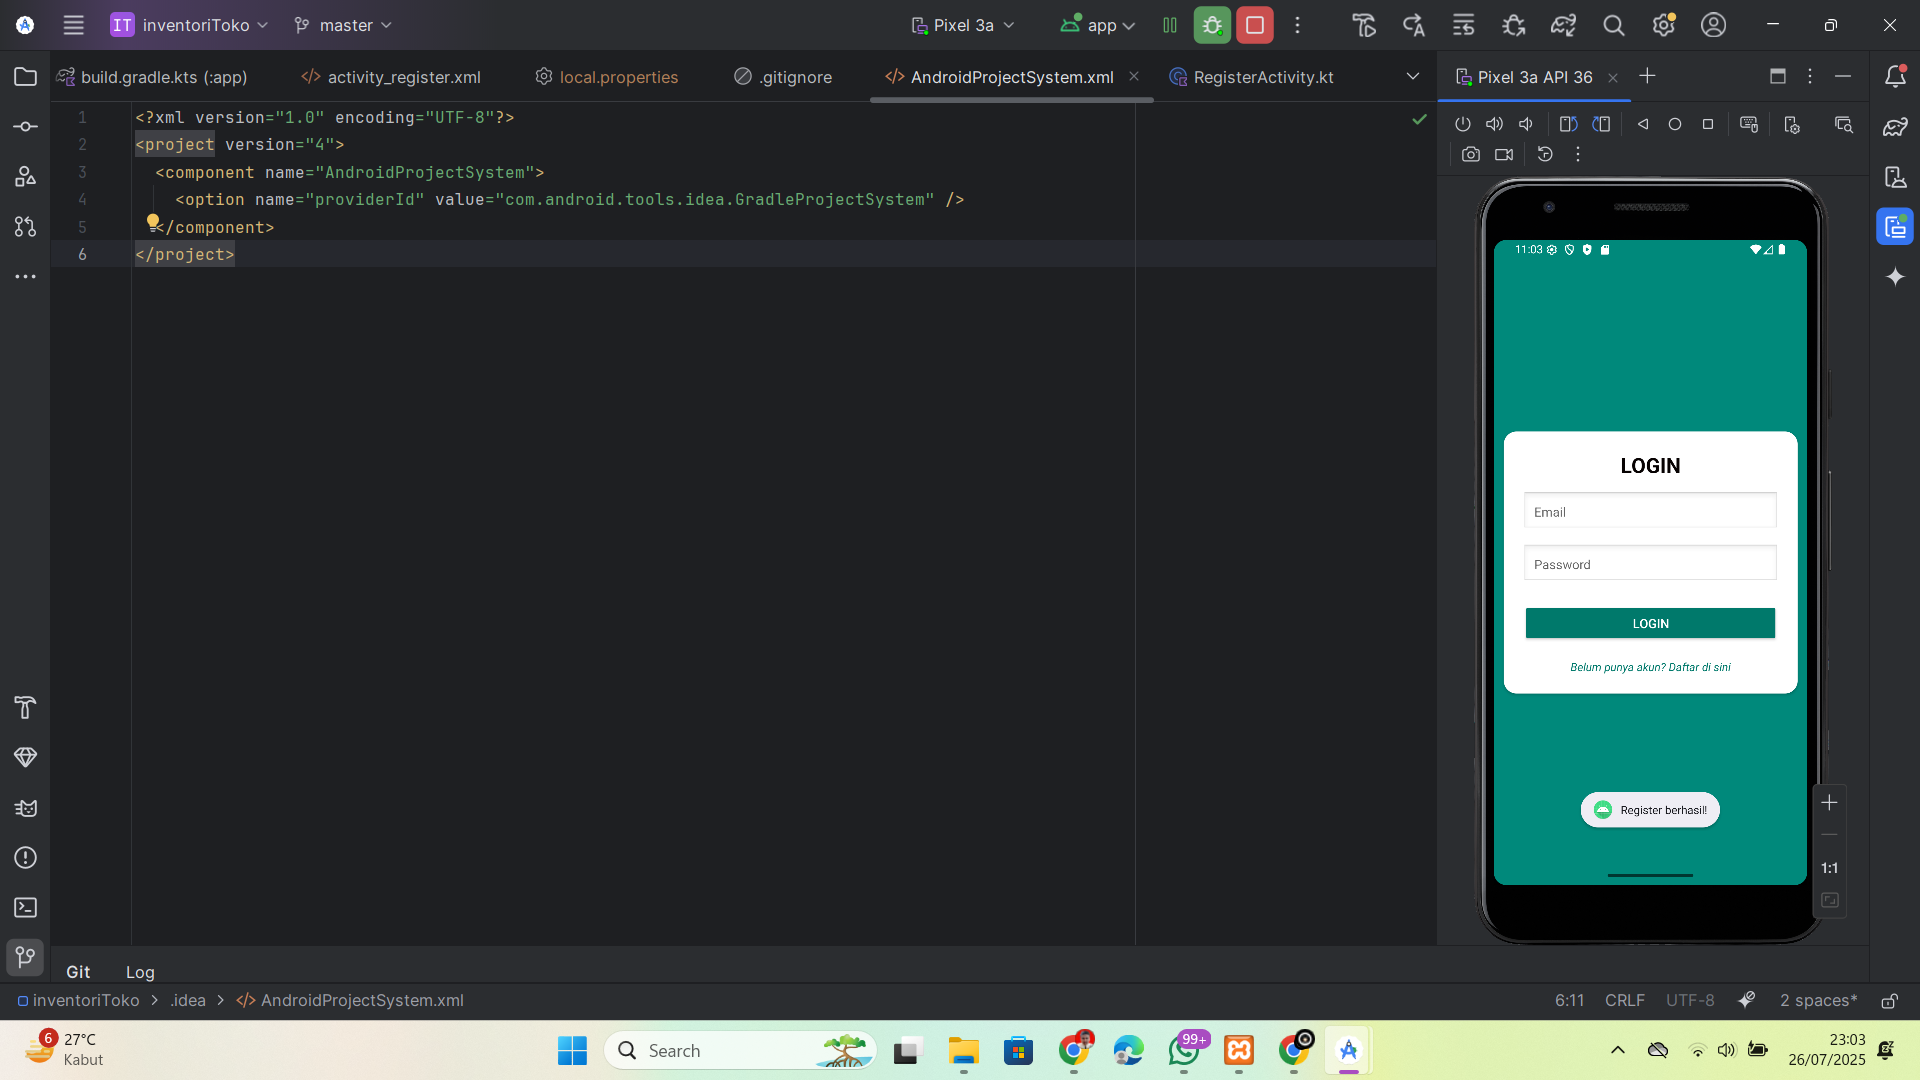 IT inventoriToko master Pixel 3a app
build.gradle.kts (:app) activity_register.xml local.properties .gitignore AndroidProjectSystem.xml RegisterActivity.kt Pixel 3a API 36
1 <?xml version="1.0" encoding="UTF-8"?>
2 <project version="4">
3 <component name="AndroidProjectSystem">
4 <option name="providerId" value="com.android.tools.idea.GradleProjectSystem" />
5 </component>
6 </project>
11:03
LOGIN
Email
Password
LOGIN
Belum punya akun? Daftar di sini
Register berhasil!
1:1
Git Log
inventoriToko > .idea > AndroidProjectSystem.xml 6:11 CRLF UTF-8 2 spaces*
6 27°C
Kabut
Search
99+
23:03
26/07/2025